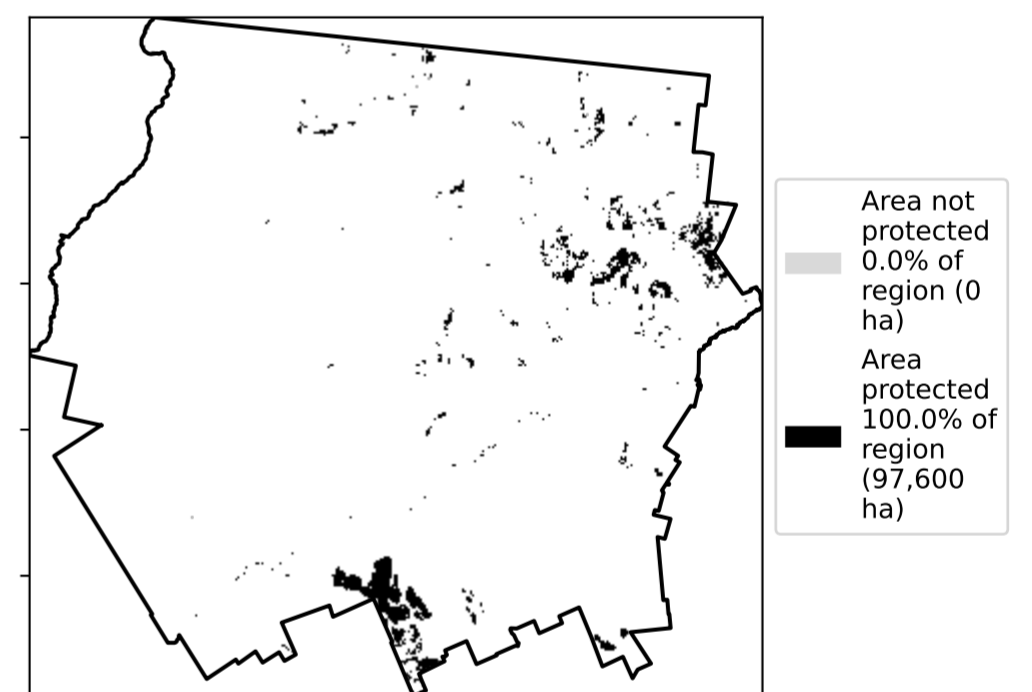 Area not
protected
0.0% of
region (0
ha)
Area
protected
100.0% of
region
(97,600
ha)